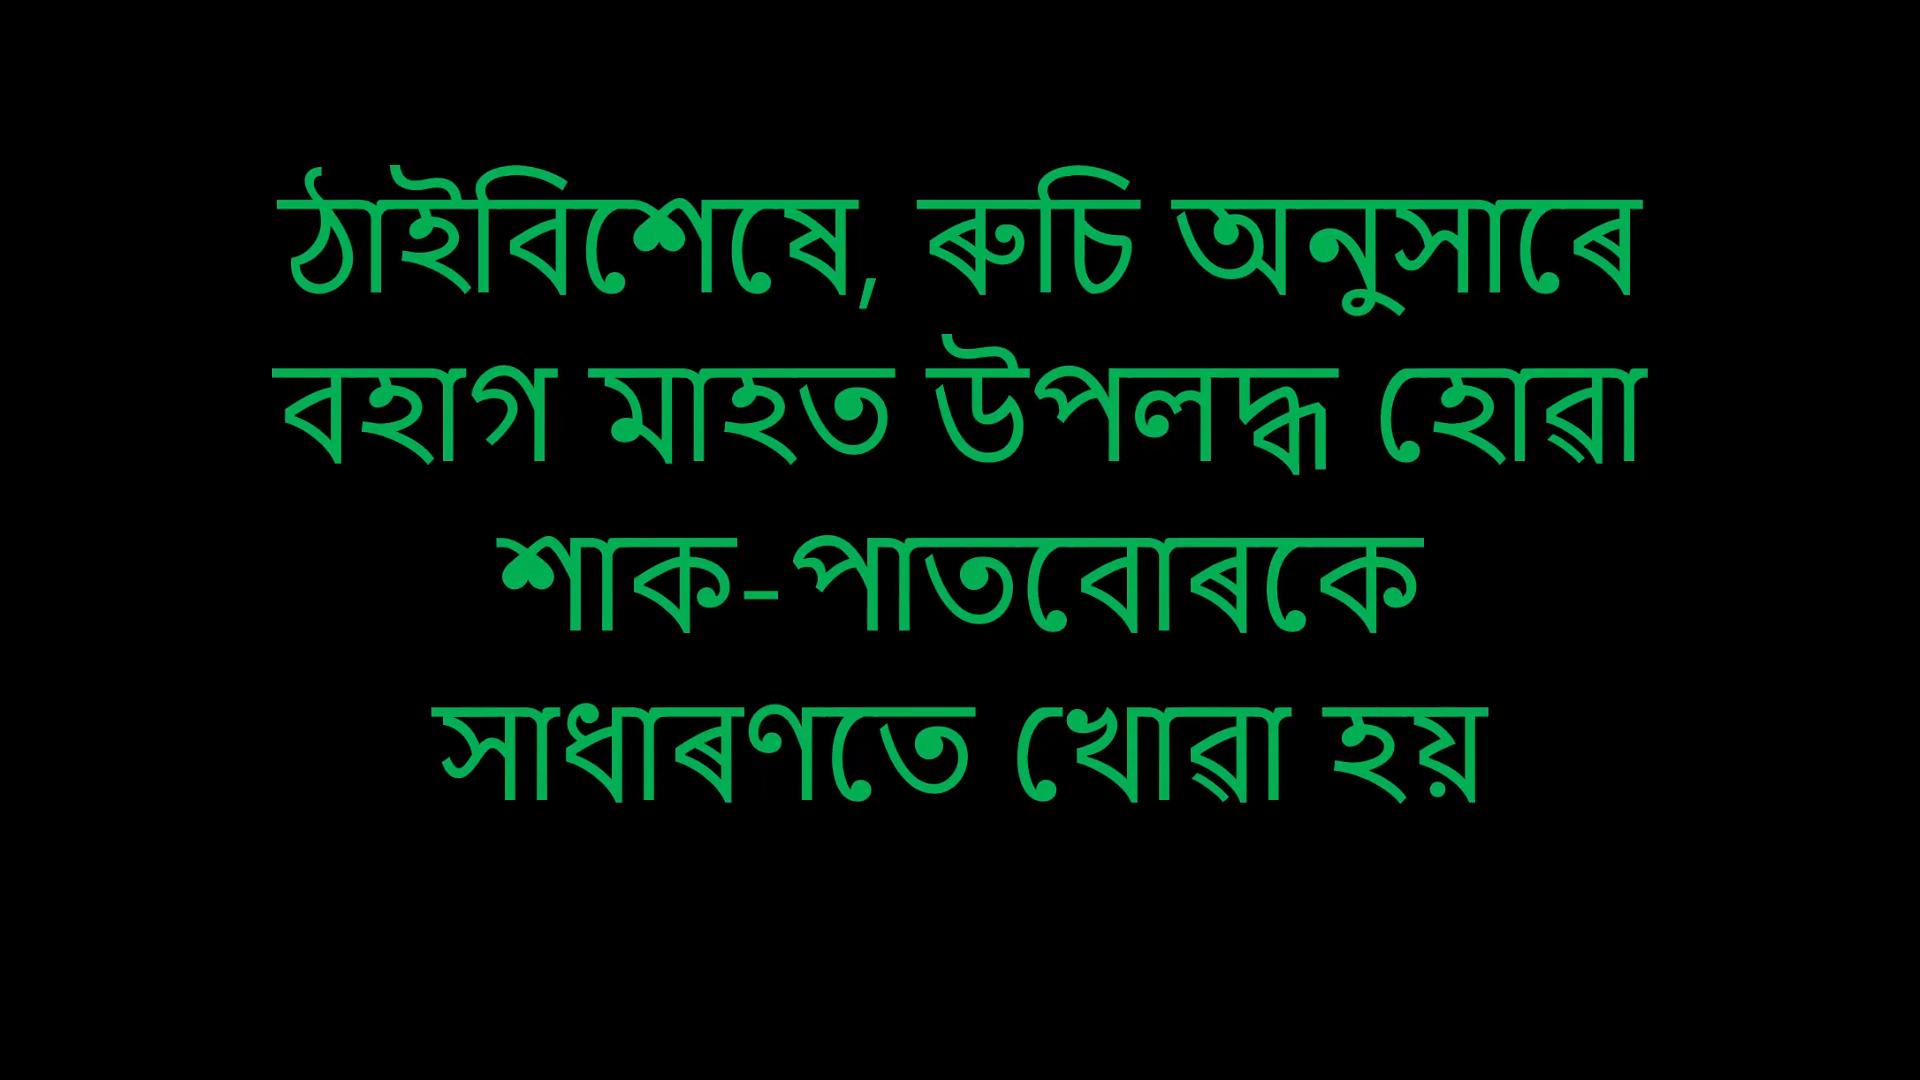 ঠাইবিশেষে, ৰুচি অনুসাৰে
বহাগ মাহত উপলদ্ধ হোৱা
শাক-পাতবোৰকে
সাধাৰণতে খোৱা হয়